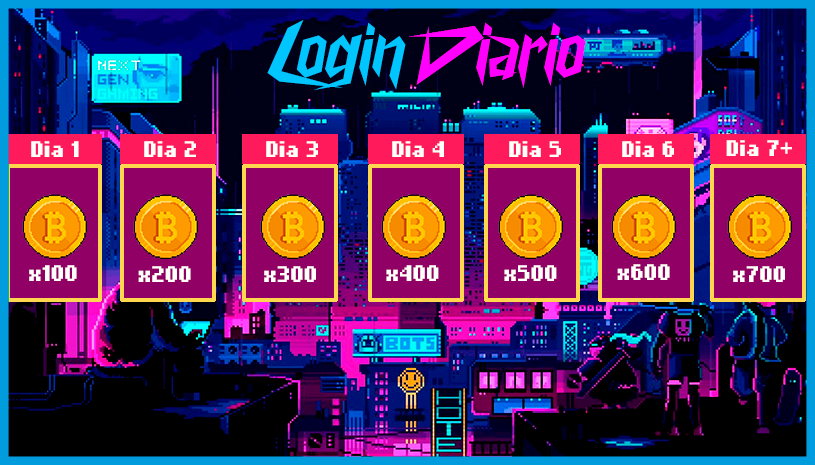 Login Diario
NEXT
GEN
GAMING
Dia 1
Dia 2
Dia 3
Dia 4
Dia 5
Dia 6
Dia 7+
x100
x200
x300
x400
x500
x600
x700
BOTS
HOTE